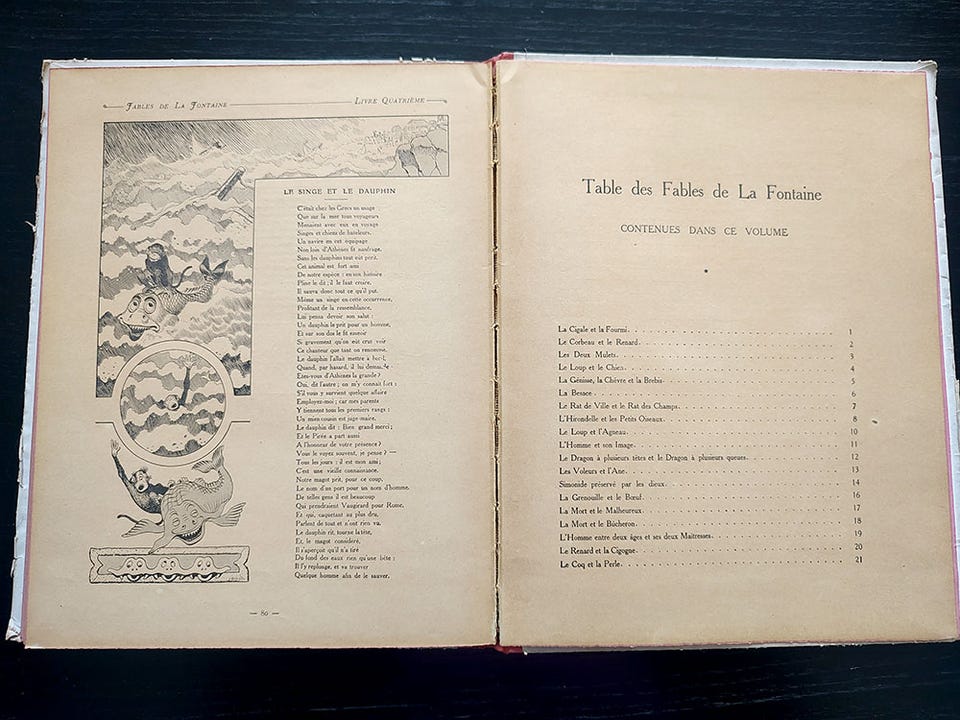 Fables de La Fontaine
Livre Quatrième
LE SINGE ET LE DAUPHIN
C'était chez les Grecs un usage
Que sur la mer tous voyageurs
Menaient avec eux en voyage
Singes et chiens de bateleurs.
Un navire en cet équipage
Non loin d'Athènes fit naufrage,
Sans les dauphins tout eût péri.
Cet animal est fort ami
De notre espèce : en son histoire
Pline le dit ; il le faut croire.
Il sauva donc tout ce qu'il put.
Même un singe en cette occurrence,
Profitant de la ressemblance,
Lui pensa devoir son salut :
Un dauphin le prit pour un homme,
Et sur son dos le fit asseoir
Si gravement qu'on eût cru voir
Ce chanteur que tant on renomme.
Le dauphin l'allait mettre à bord,
Quand, par hasard, il lui demande :
Êtes-vous d'Athènes la grande ?
Oui, dit l'autre ; on m'y connaît fort :
S'il vous y survient quelque affaire
Employez-moi ; car mes parents
Y tiennent tous les premiers rangs :
Un mien cousin est juge-maire.
Le dauphin dit : Bien grand merci ;
Et le Pirée a part aussi
A l'honneur de votre présence ?
Vous le voyez souvent, je pense ? —
Tous les jours : il est mon ami ;
C'est une vieille connaissance.
Notre magot prit, pour ce coup,
Le nom d'un port pour un nom d'homme.
De telles gens il est beaucoup
Qui prendraient Vaugirard pour Rome,
Et qui, caquetant au plus dru,
Parlent de tout et n'ont rien vu.
Le dauphin rit, tourne la tête,
Et, le magot considéré,
Il s'aperçoit qu'il n'a tiré
Du fond des eaux rien qu'une bête :
Il l'y replonge, et va trouver
Quelque homme afin de le sauver.
— 80 —
Table des Fables de La Fontaine
CONTENUES DANS CE VOLUME
La Cigale et la Fourmi. 1
Le Corbeau et le Renard. 2
Les Deux Mulets. 3
Le Loup et le Chien. 4
La Génisse, la Chèvre et la Brebis. 5
La Besace. 6
Le Rat de Ville et le Rat des Champs. 7
L'Hirondelle et les Petits Oiseaux. 8
Le Loup et l'Agneau. 10
L'Homme et son Image. 11
Le Dragon à plusieurs têtes et le Dragon à plusieurs queues. 12
Les Voleurs et l'Ane. 13
Simonide préservé par les dieux. 14
La Grenouille et le Bœuf. 16
La Mort et le Malheureux. 17
La Mort et le Bûcheron. 18
L'Homme entre deux âges et ses deux Maitresses. 19
Le Renard et la Cigogne. 20
Le Coq et la Perle. 21